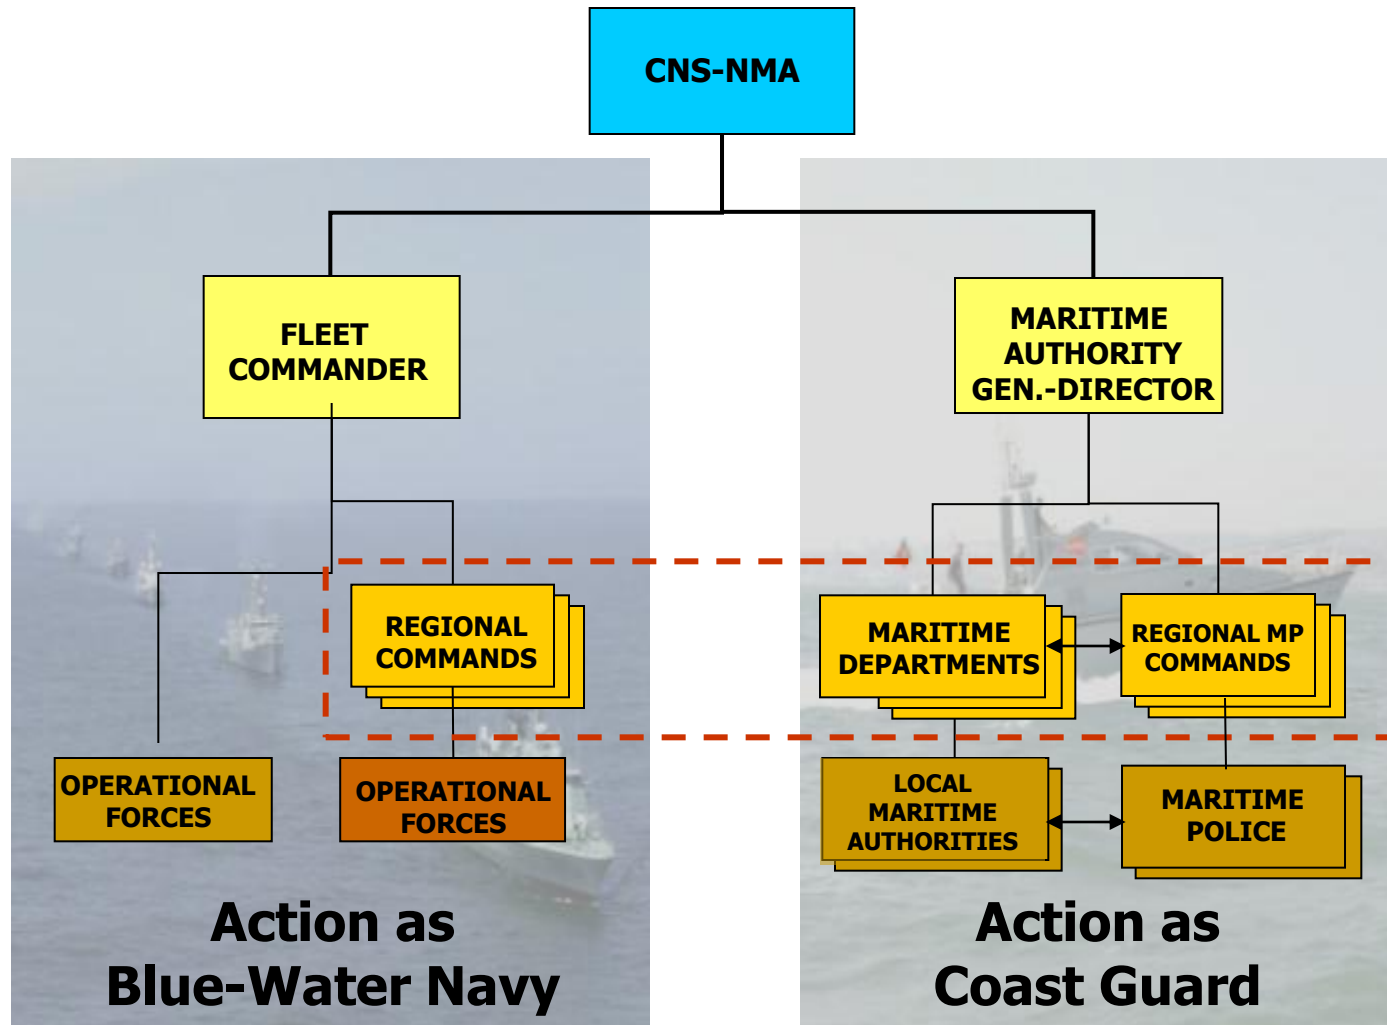 CNS-NMA
FLEET
COMMANDER
MARITIME
AUTHORITY
GEN.-DIRECTOR
REGIONAL
COMMANDS
MARITIME
DEPARTMENTS
REGIONAL MP
COMMANDS
OPERATIONAL
FORCES
OPERATIONAL
FORCES
LOCAL
MARITIME
AUTHORITIES
MARITIME
POLICE
Action as
Blue-Water Navy
Action as
Coast Guard